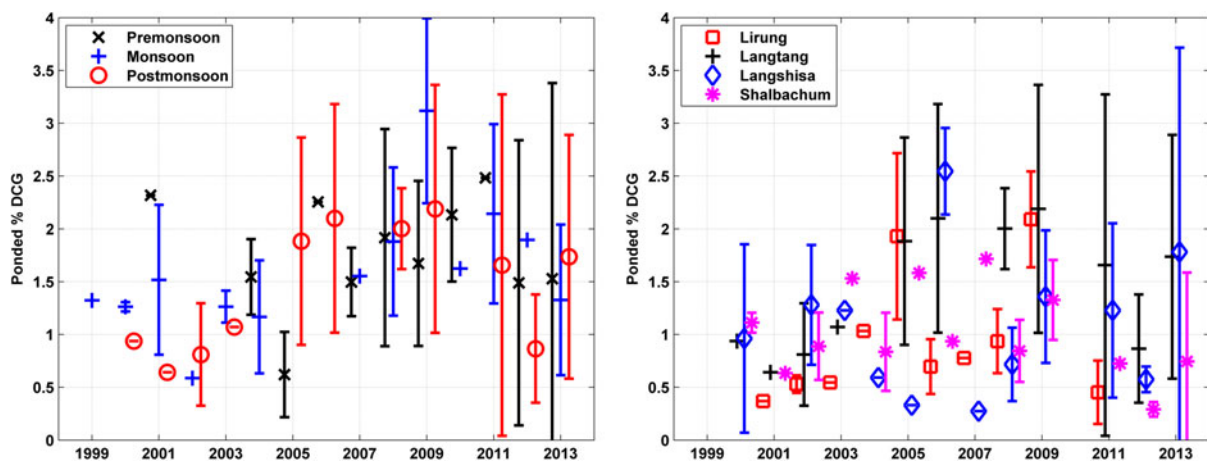 Ponded % DCG
4
3.5
3
2.5
2
1.5
1
0.5
0
1999 2001 2003 2005 2007 2009 2011 2013
Premonsoon
Monsoon
Postmonsoon
Ponded % DCG
4
3.5
3
2.5
2
1.5
1
0.5
0
1999 2001 2003 2005 2007 2009 2011 2013
Lirung
Langtang
Langshisa
Shalbachum